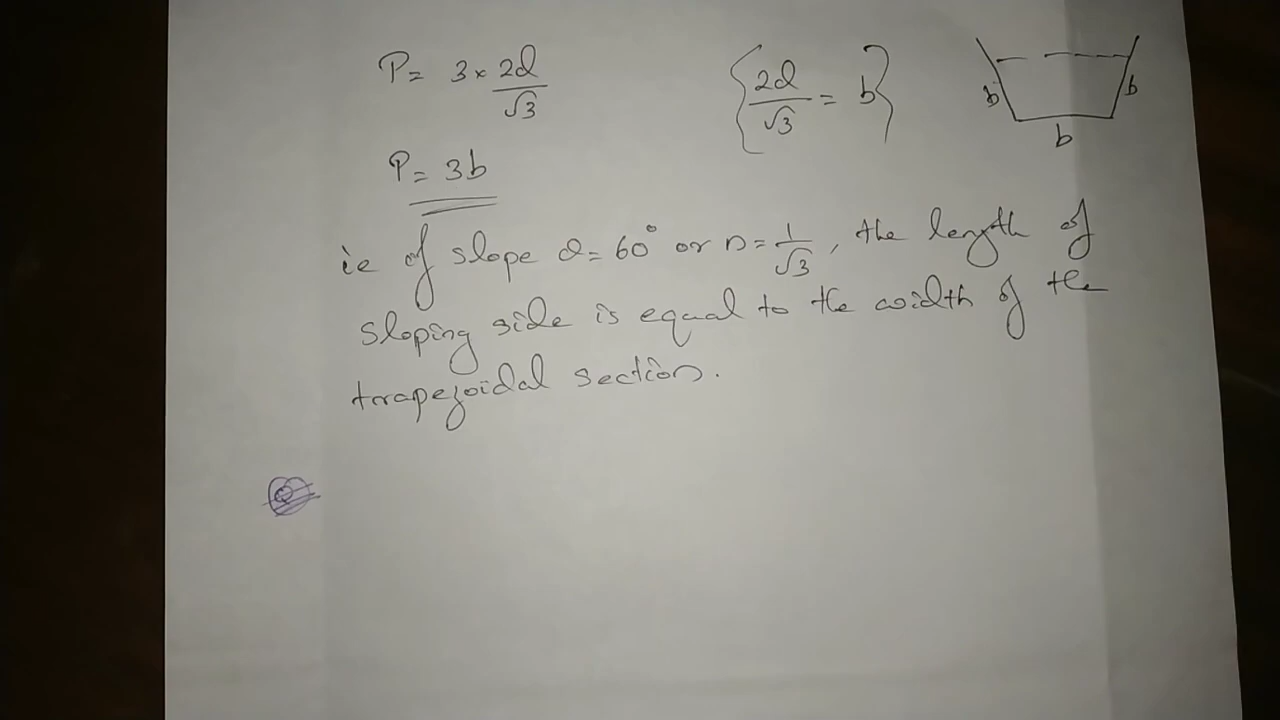 P = 3 × 2d/√3 { 2d/√3 = b }
b b
b
P = 3b
ie of slope θ = 60° or n = 1/√3, the length of
sloping side is equal to the width of the
trapezoidal section.